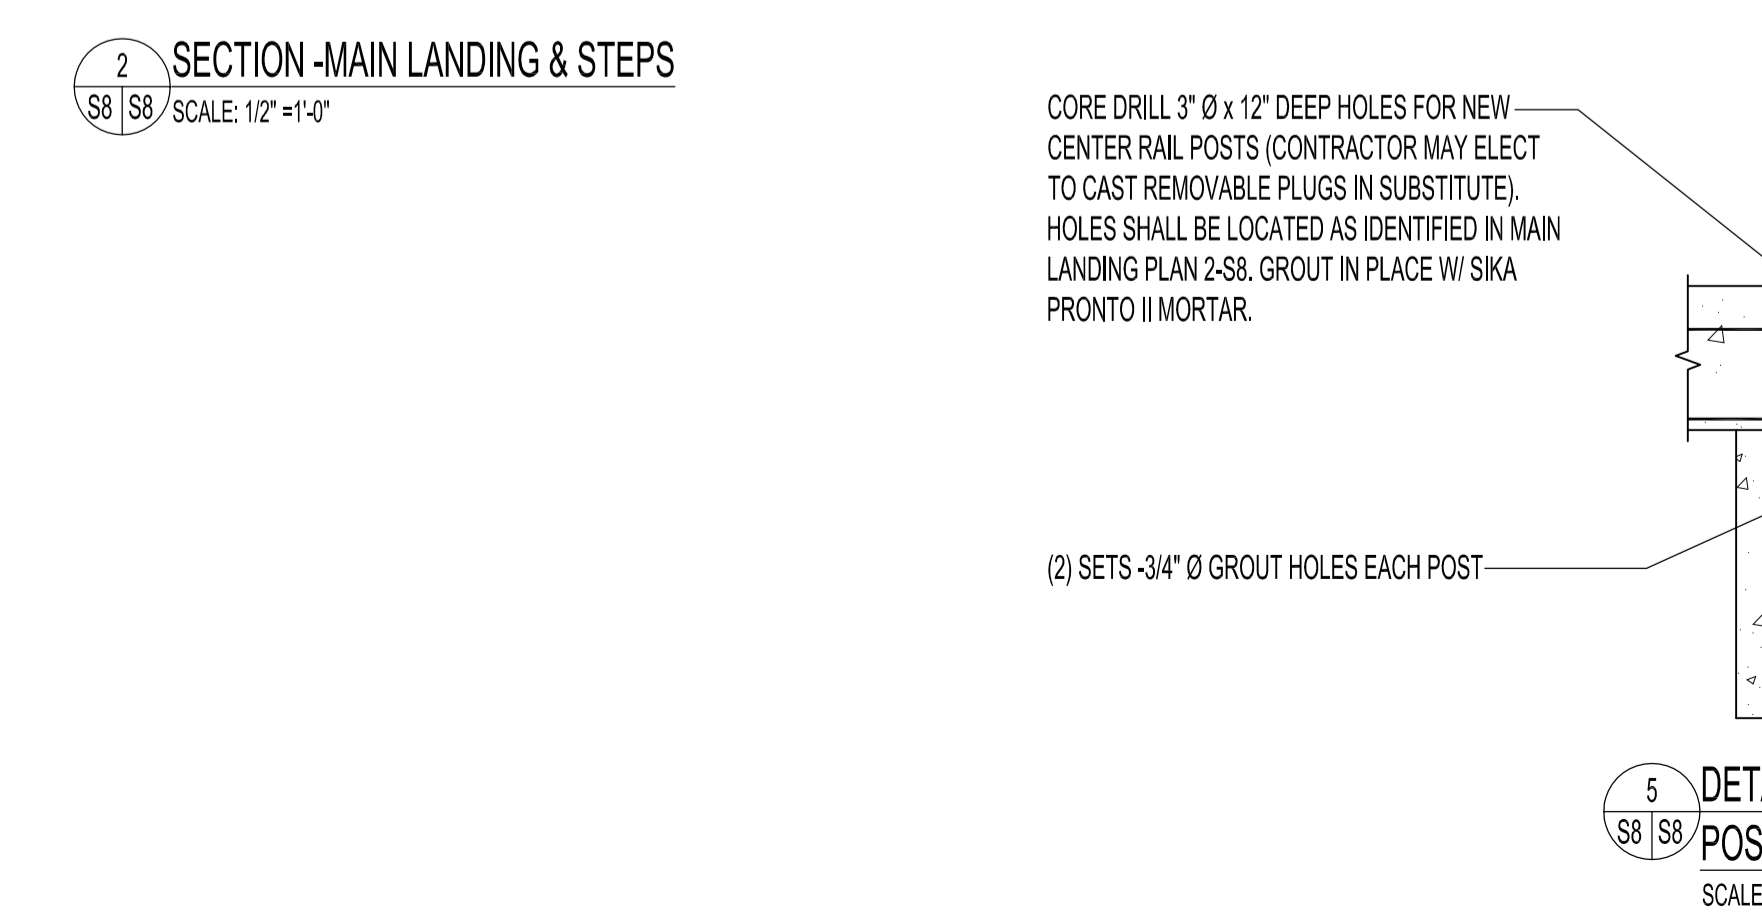 2
SECTION -MAIN LANDING & STEPS
S8 S8
SCALE: 1/2" =1'-0"
CORE DRILL 3" Ø x 12" DEEP HOLES FOR NEW
CENTER RAIL POSTS (CONTRACTOR MAY ELECT
TO CAST REMOVABLE PLUGS IN SUBSTITUTE).
HOLES SHALL BE LOCATED AS IDENTIFIED IN MAIN
LANDING PLAN 2-S8. GROUT IN PLACE W/ SIKA
PRONTO II MORTAR.
(2) SETS -3/4" Ø GROUT HOLES EACH POST
5
S8 S8
SCALE